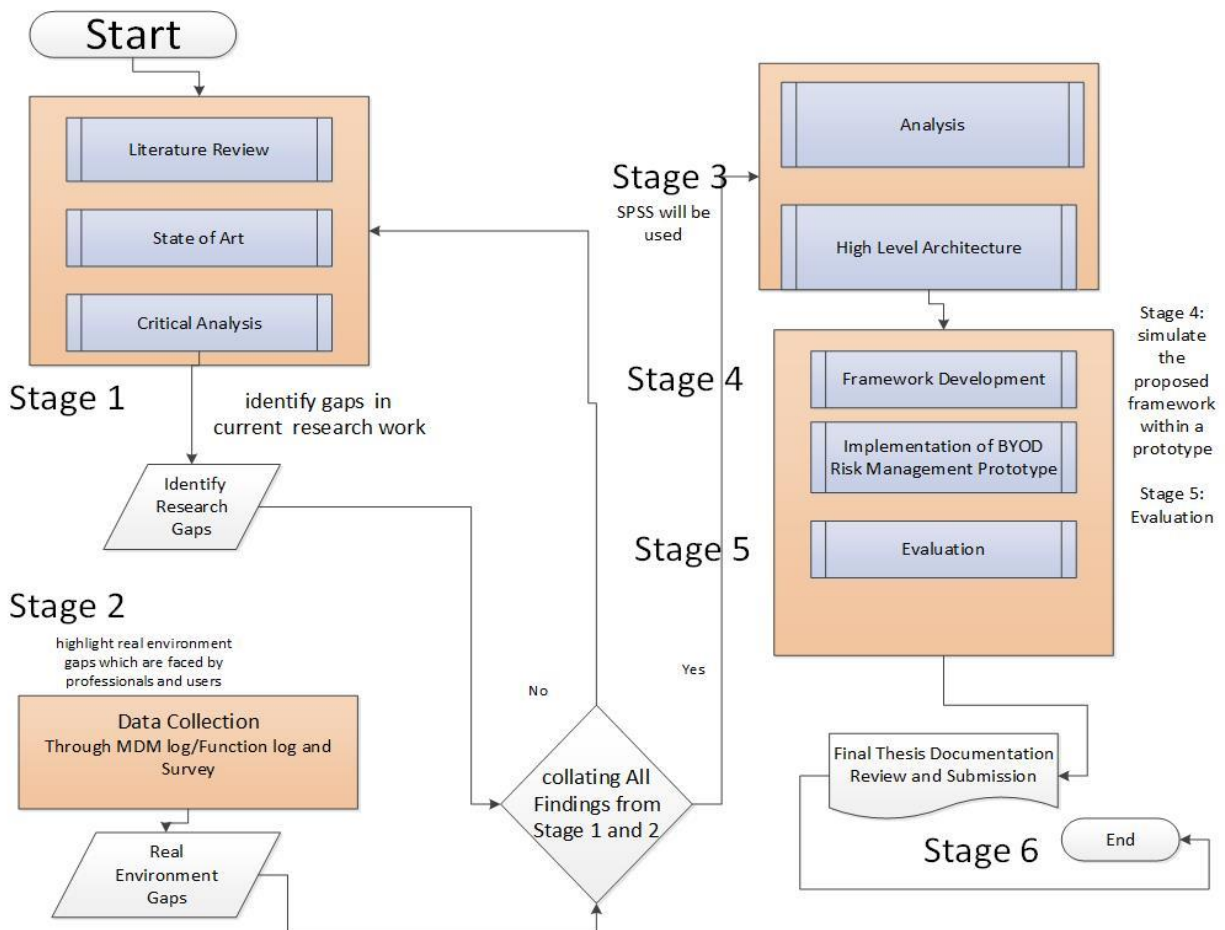 Start
Literature Review
State of Art
Critical Analysis
Stage 1
identify gaps in
current research work
Identify
Research
Gaps
Stage 2
highlight real environment
gaps which are faced by
professionals and users
Data Collection
Through MDM log/Function log and
Survey
Real
Environment
Gaps
No
Yes
collating All
Findings from
Stage 1 and 2
Stage 3
SPSS will be
used
Analysis
High Level Architecture
Stage 4
Framework Development
Implementation of BYOD
Risk Management Prototype
Stage 5
Evaluation
Stage 4:
simulate
the
proposed
framework
within a
prototype
Stage 5:
Evaluation
Final Thesis Documentation
Review and Submission
Stage 6
End